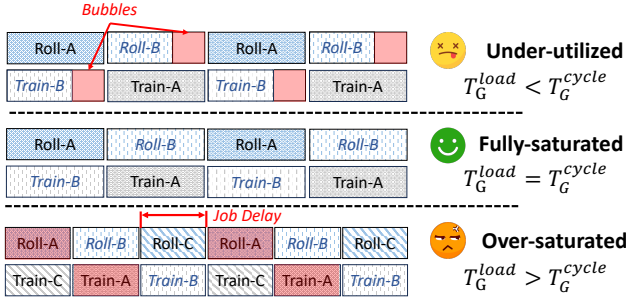 Bubbles
Roll-A Roll-B Roll-A Roll-B
Train-B Train-A Train-B Train-A
Under-utilized
T_G^load < T_G^cycle
Roll-A Roll-B Roll-A Roll-B
Train-B Train-A Train-B Train-A
Fully-saturated
T_G^load = T_G^cycle
Job Delay
Roll-A Roll-B Roll-C Roll-A Roll-B Roll-C
Train-C Train-A Train-B Train-C Train-A Train-B
Over-saturated
T_G^load > T_G^cycle